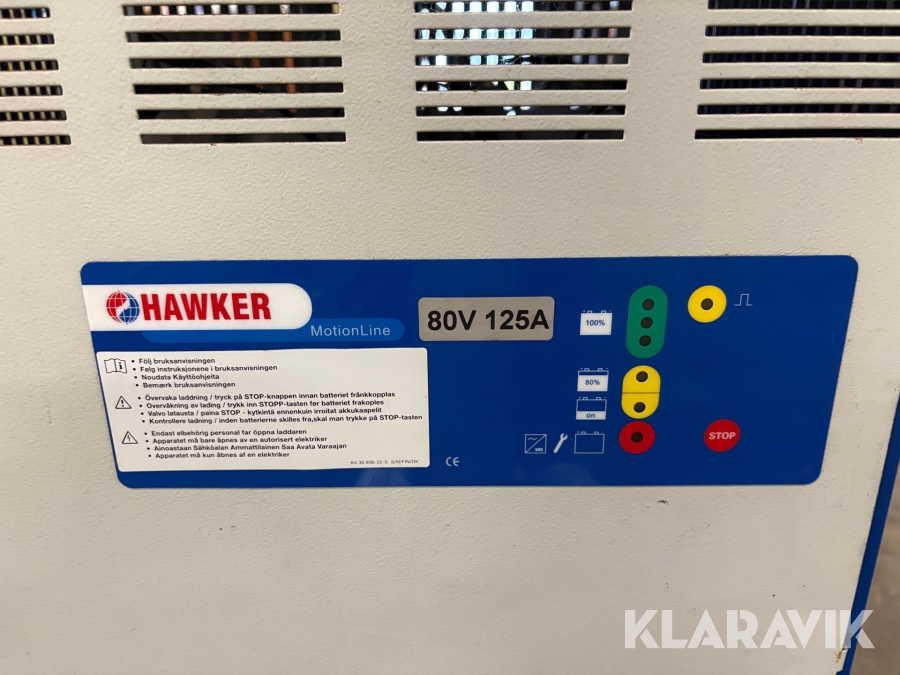 HAWKER
MotionLine
80V 125A
100%
80%
on
STOP
• Följ bruksanvisningen
• Følg instruksjonene i bruksanvisningen
• Noudata Käyttöohjeita
• Bemærk bruksanvisningen
• Övervaka laddning / tryck på STOP-knappen innan batteriet frånkkopplas
• Overvåkning av lading / trykk inn STOPP-tasten før batteriet frakoples
• Valvo latausta / paina STOP - kytkintä ennenkuin irroitat akkukaapelit
• Kontrollere ladning / inden batterierne skilles fra,skal man trykke på STOP-tasten
• Endast elbehörig personal får öppna laddaren
• Apparatet må bare åpnes av en autorisert elektriker
• Ainoastaan Sähköalan Ammattilainen Saa Avata Varaajan
• Apparatet må kun åbnes af en elektriker
S/N/FIN/DK
CE
KLARAVIK